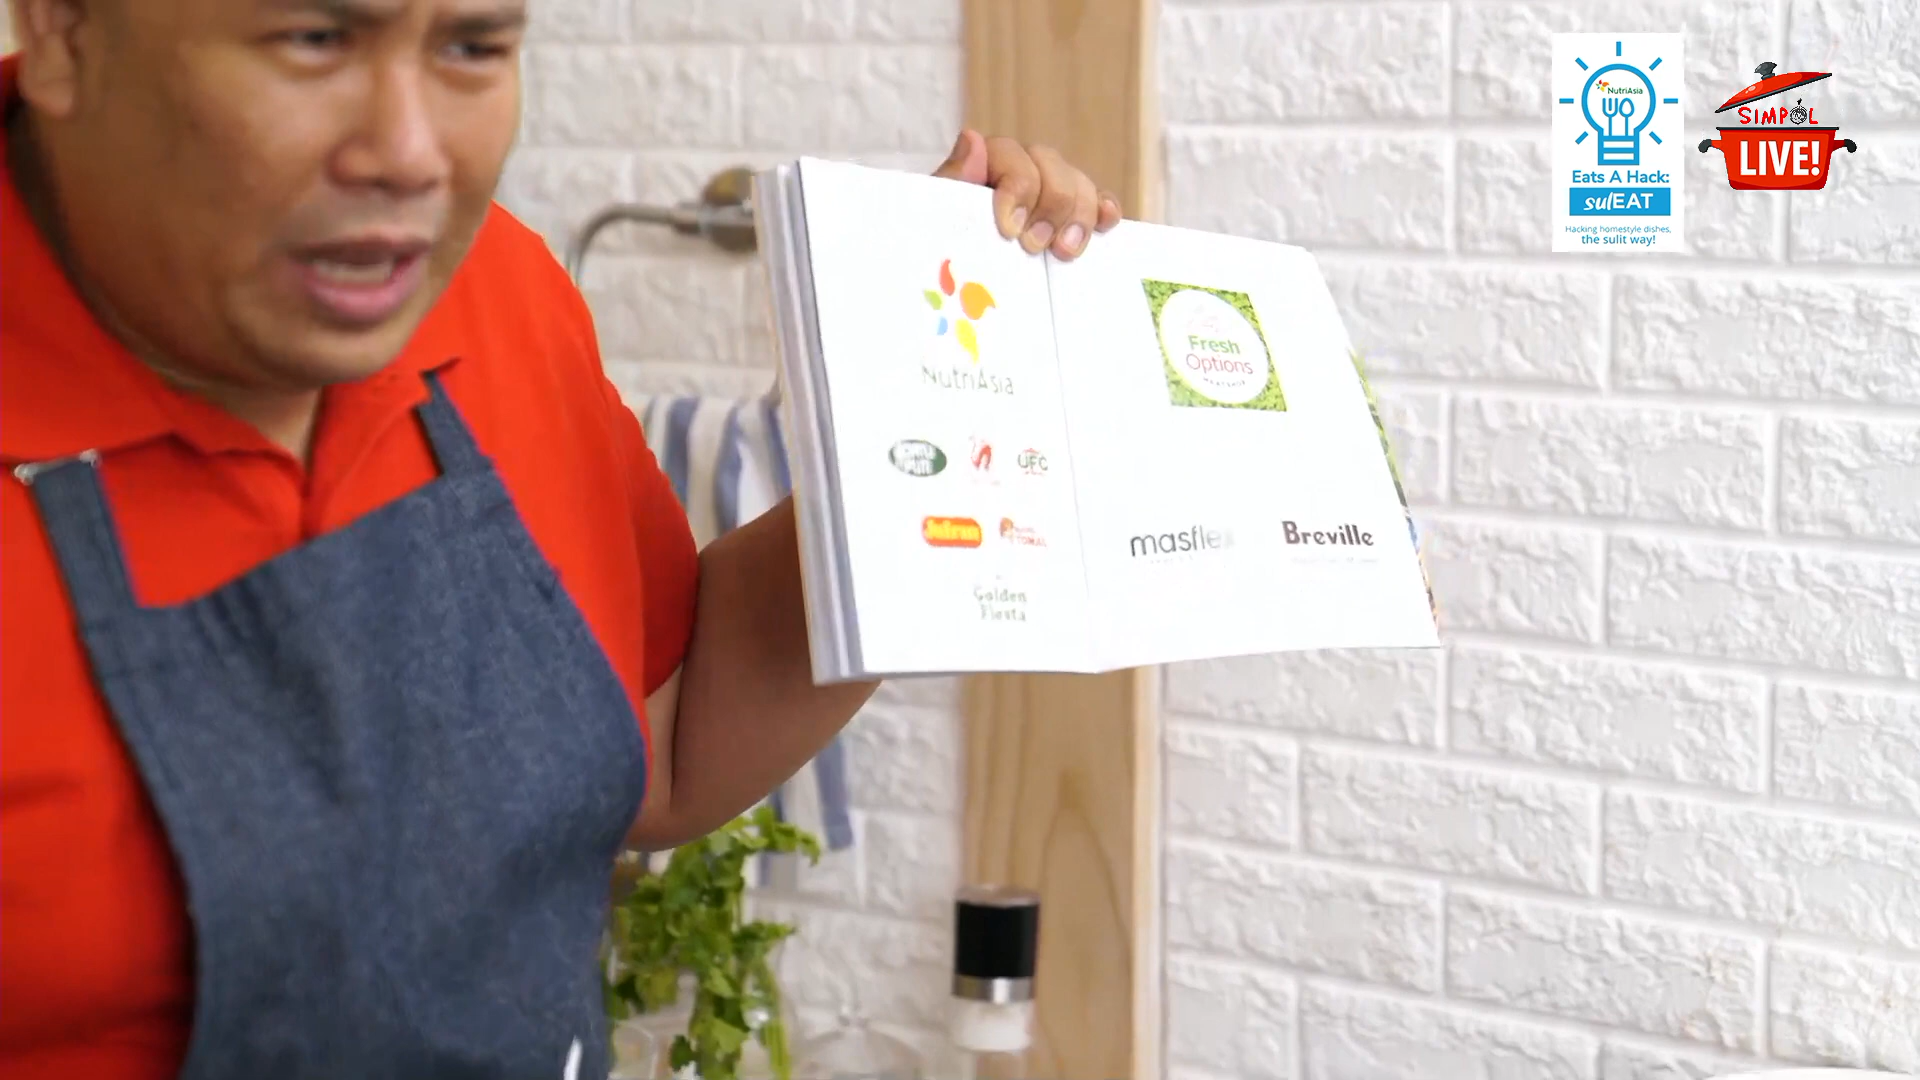 NutriAsia
Eats A Hack:
sulEAT
Hacking homestyle dishes,
the sulit way!
SIMPOL
LIVE!
NutriAsia
UFC
Jufran
Golden
Fiesta
Fresh
Options
MEATSHOP
masflex
Breville